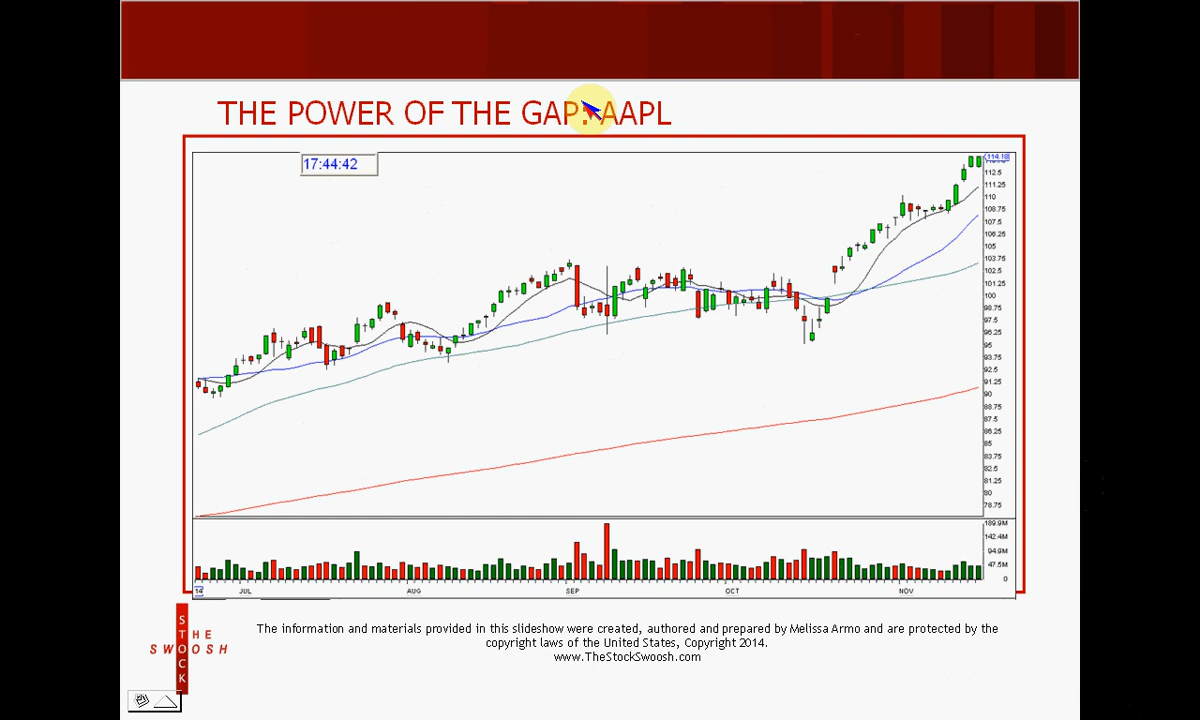 THE POWER OF THE GAP: AAPL
17:44:42
114.18
112.5
111.25
110
108.75
107.5
106.25
105
103.75
102.5
101.25
100
98.75
97.5
96.25
95
93.75
92.5
91.25
90
88.75
87.5
86.25
85
83.75
82.5
81.25
80
78.75
189.9M
142.4M
94.9M
47.5M
0
14 JUL AUG SEP OCT NOV
THE
STOCK
SWOOSH
The information and materials provided in this slideshow were created, authored and prepared by Melissa Armo and are protected by the
copyright laws of the United States, Copyright 2014.
www.TheStockSwoosh.com